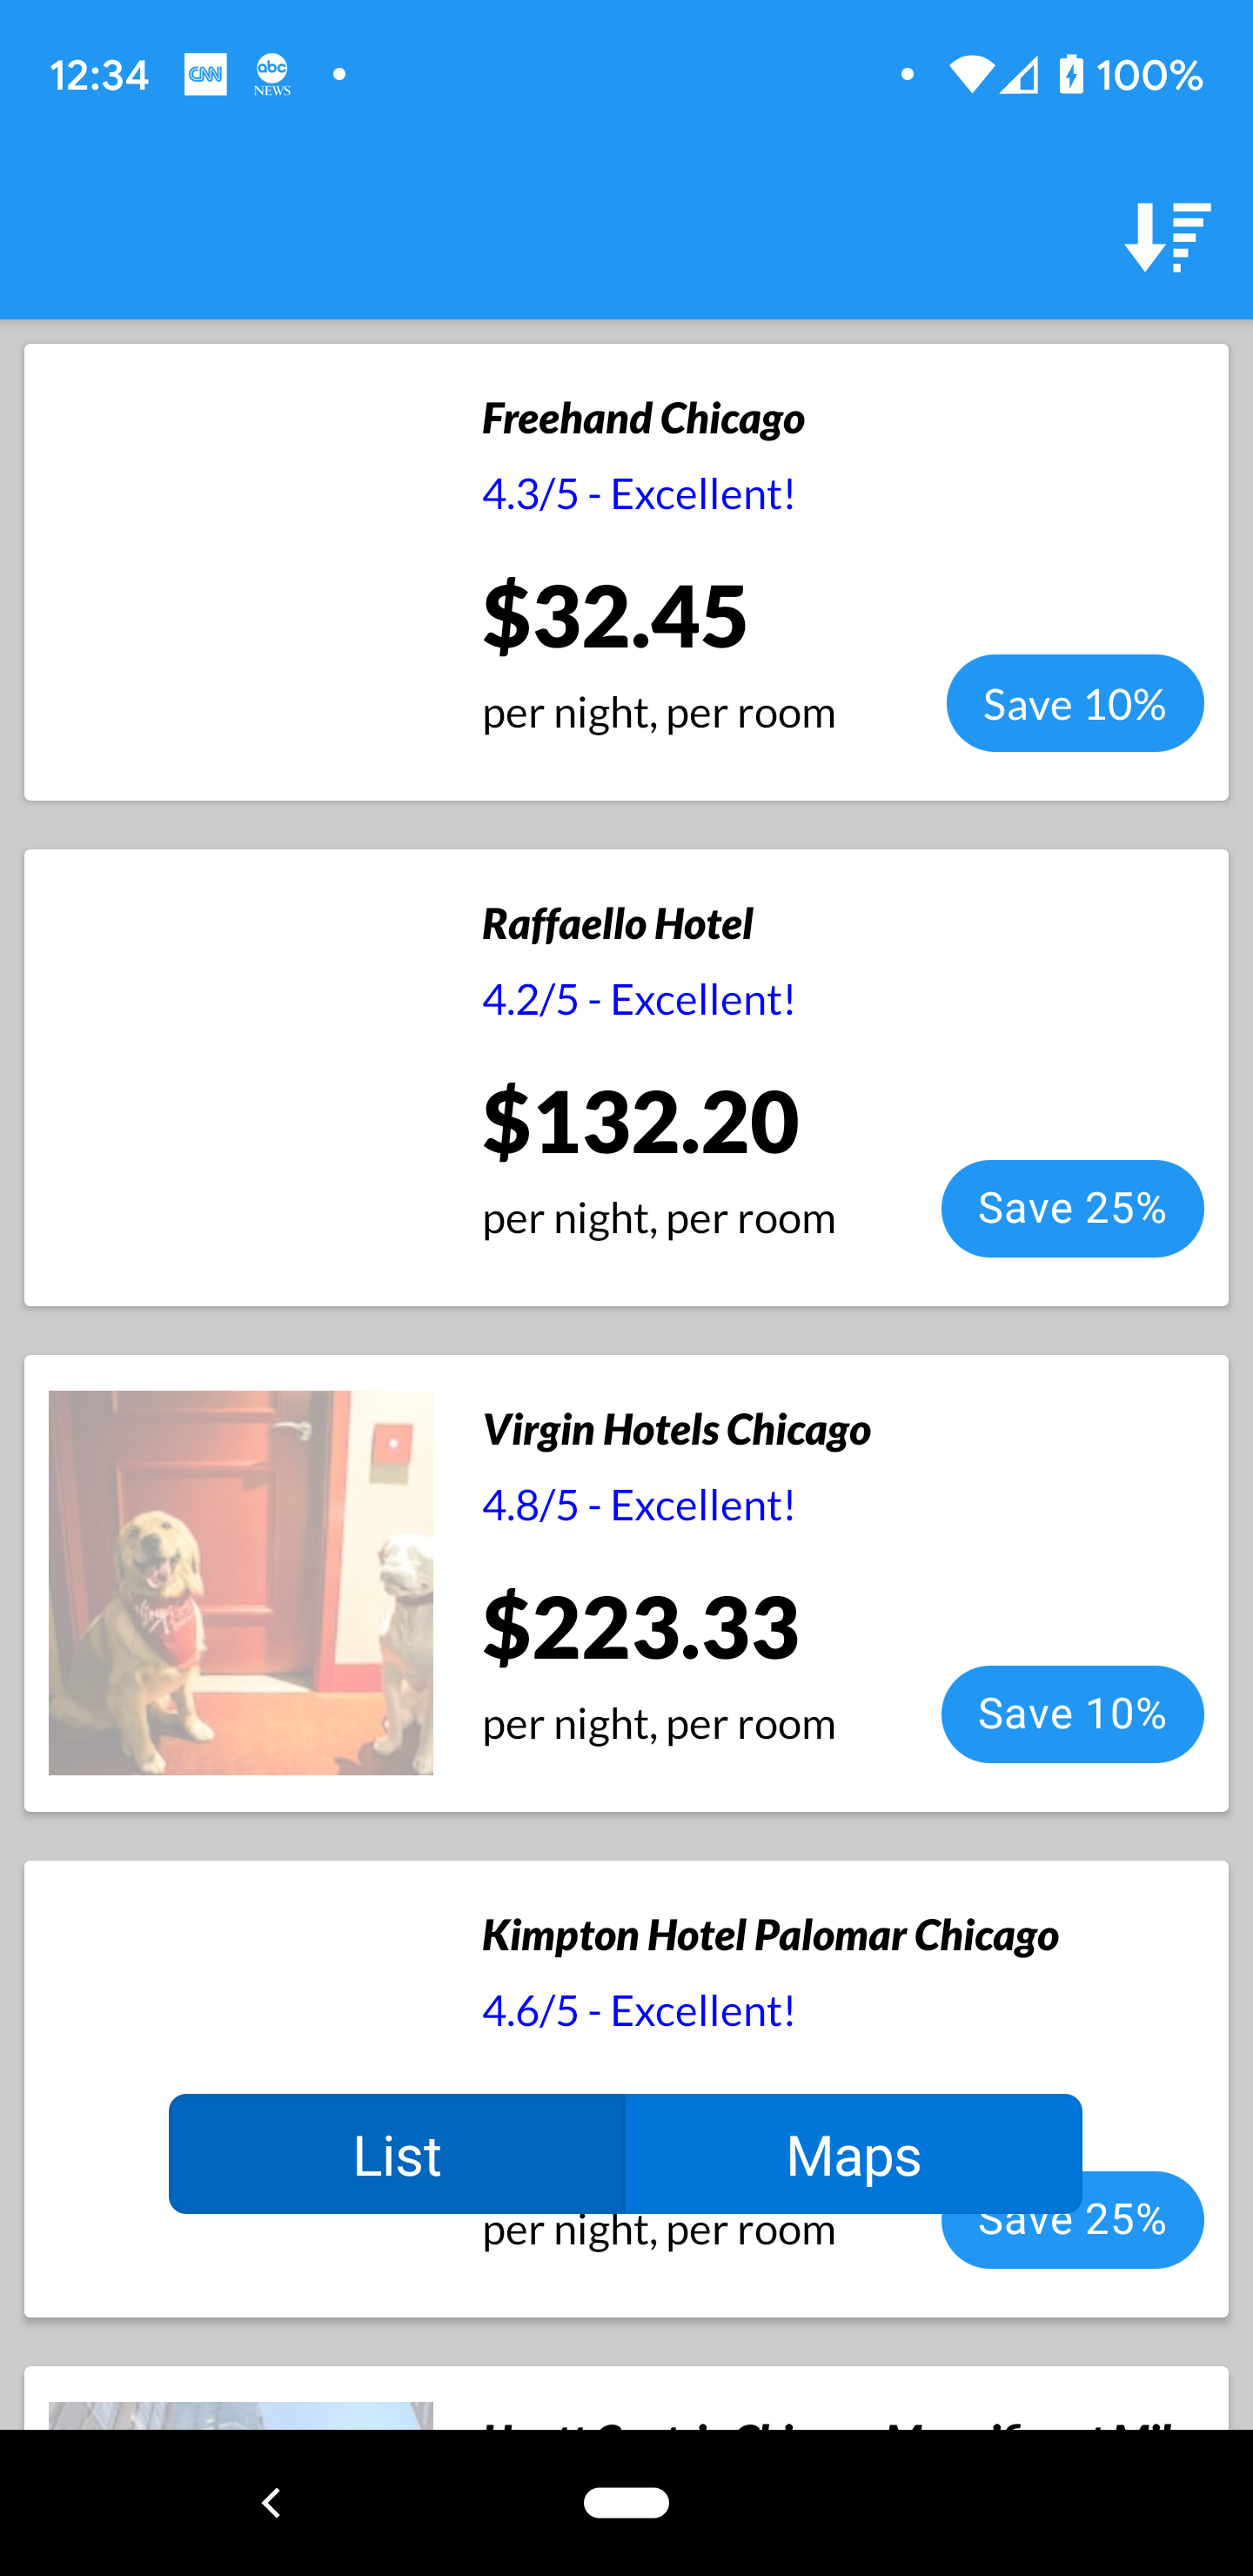 12:34 CNN abc NEWS 100%
Freehand Chicago
4.3/5 - Excellent!
$32.45
per night, per room
Save 10%
Raffaello Hotel
4.2/5 - Excellent!
$132.20
per night, per room
Save 25%
Virgin Hotels Chicago
4.8/5 - Excellent!
$223.33
per night, per room
Save 10%
Kimpton Hotel Palomar Chicago
4.6/5 - Excellent!
List Maps
per night, per room
Save 25%